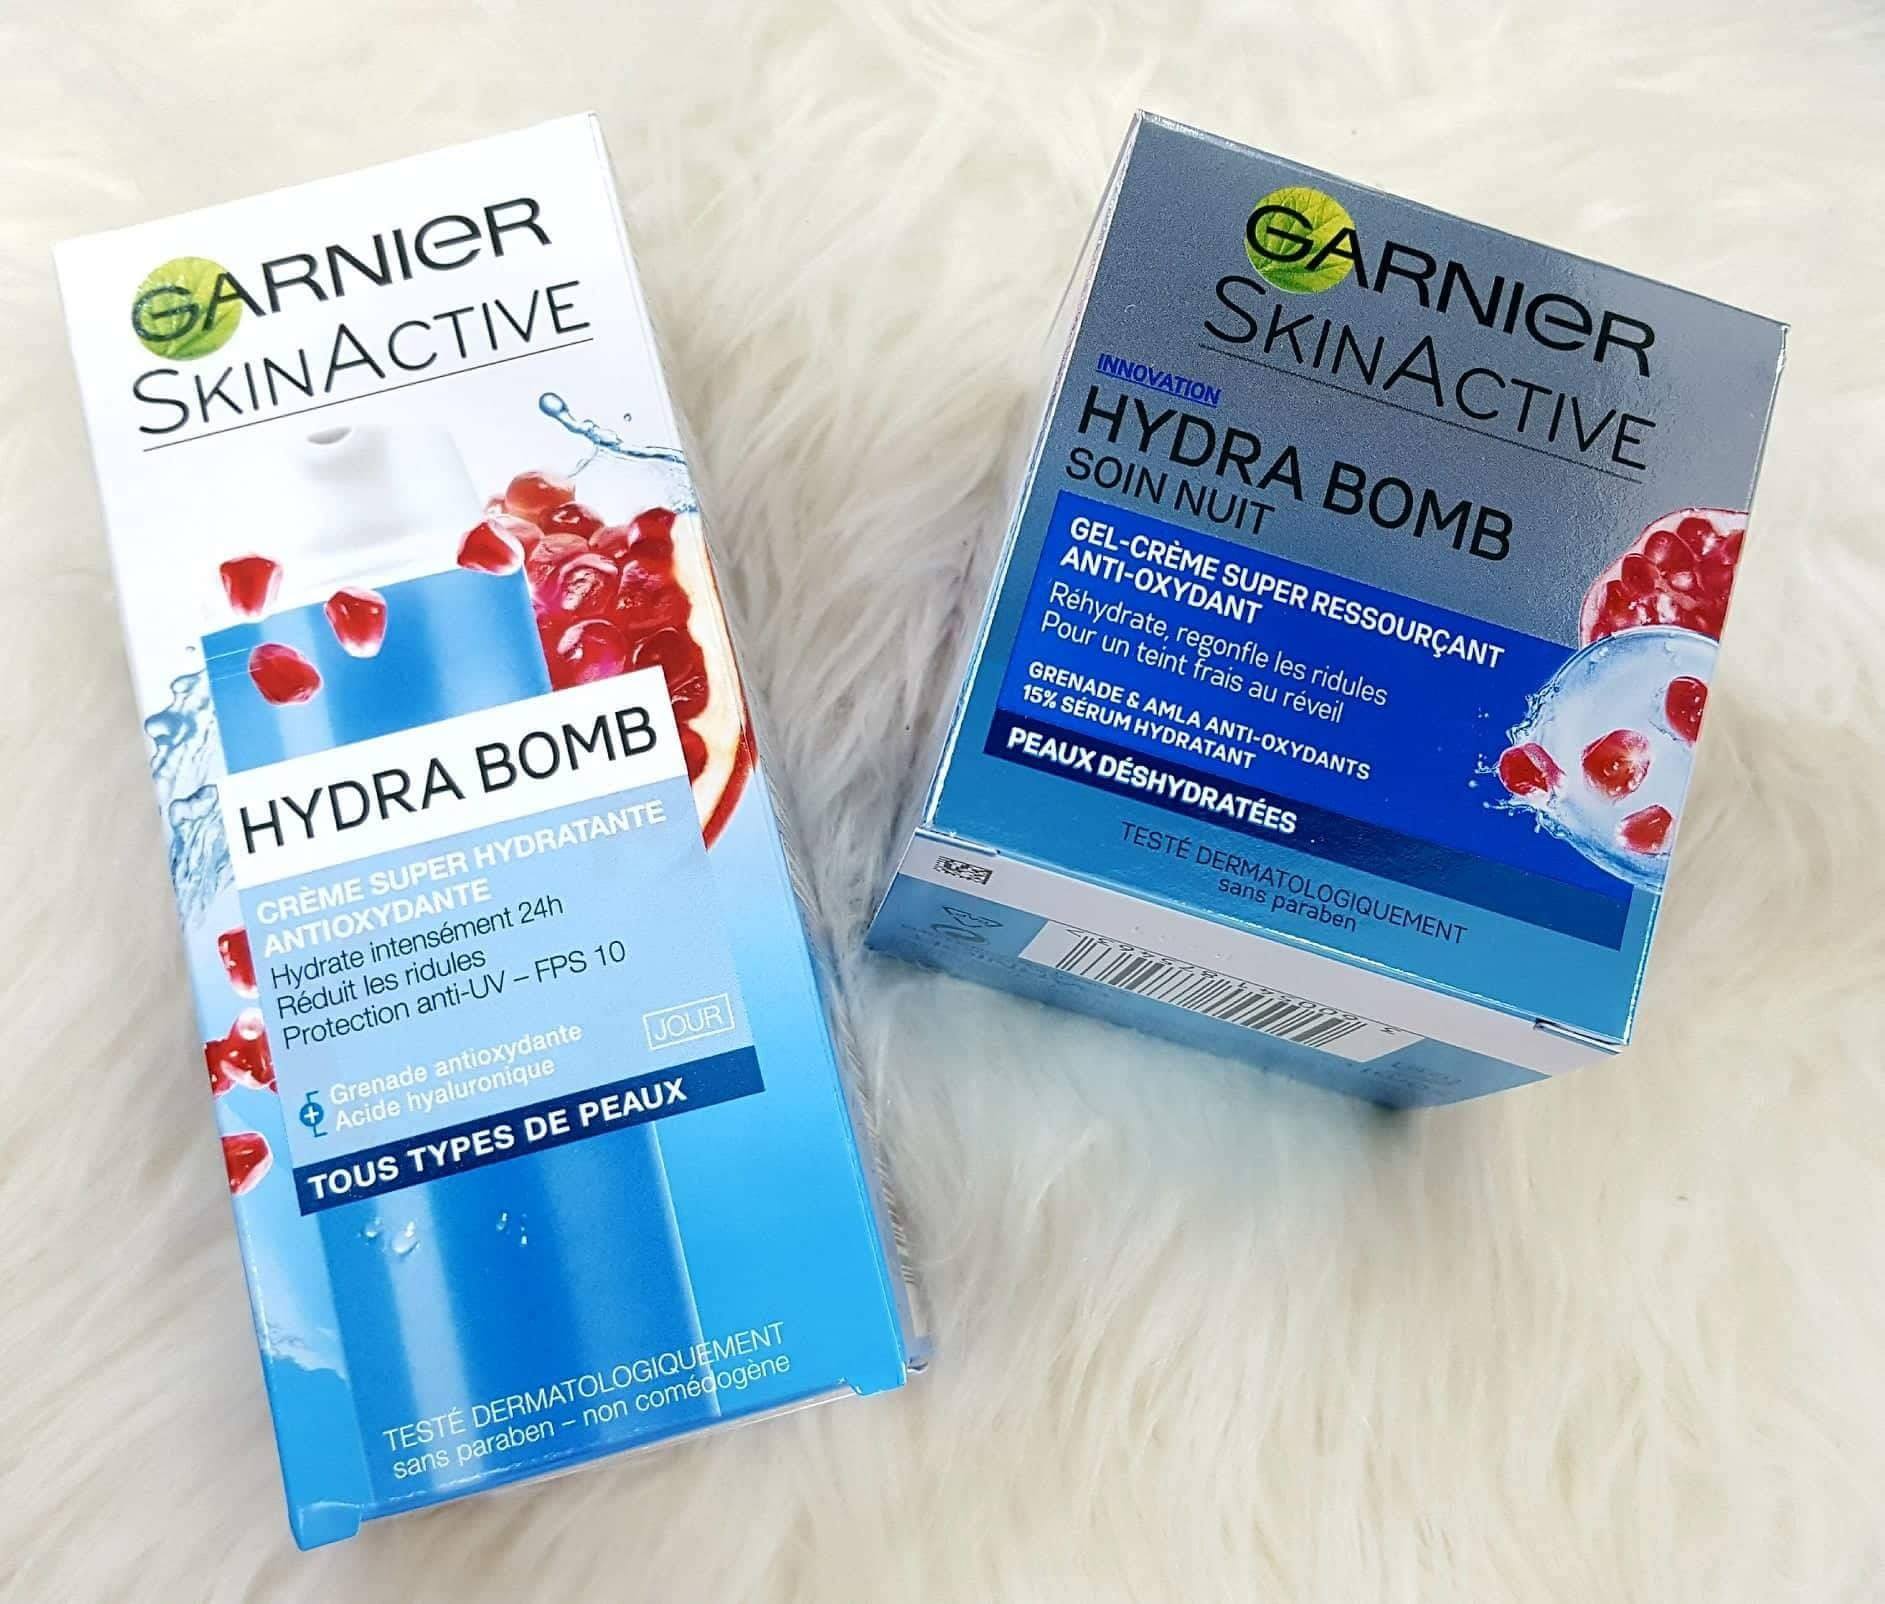 GARNIER
SKINACTIVE
HYDRA BOMB
CRÈME SUPER HYDRATANTE
ANTIOXYDANTE
Hydrate intensément 24h
Réduit les ridules
Protection anti-UV – FPS 10
JOUR
Grenade antioxydante
+
Acide hyaluronique
TOUS TYPES DE PEAUX
TESTÉ DERMATOLOGIQUEMENT
sans paraben – non comédogène
GARNIER
SKINACTIVE
INNOVATION
HYDRA BOMB
SOIN NUIT
GEL-CRÈME SUPER RESSOURÇANT
ANTI-OXYDANT
Réhydrate, regonfle les ridules
Pour un teint frais au réveil
GRENADE & AMLA ANTI-OXYDANTS
15% SÉRUM HYDRATANT
PEAUX DÉSHYDRATÉES
TESTÉ DERMATOLOGIQUEMENT
sans paraben